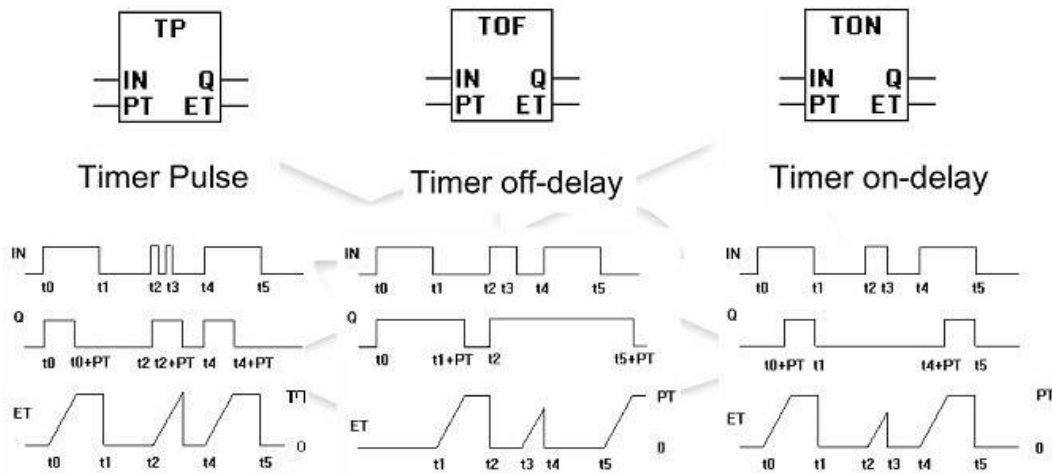 TP
IN Q
PT ET
TOF
IN Q
PT ET
TON
IN Q
PT ET
Timer Pulse
Timer off-delay
Timer on-delay
IN
t0 t1 t2 t3 t4 t5
Q
t0 t0+PT t2 t2+PT t4 t4+PT
ET
0
t0 t1 t2 t4 t5
IN
t0 t1 t2 t3 t4 t5
Q
t0 t1+PT t2 t5+PT
ET
PT
0
t1 t2 t3 t4 t5
IN
t0 t1 t2 t3 t4 t5
Q
t0+PT t1 t4+PT t5
ET
PT
0
t0 t1 t2 t3 t4 t5